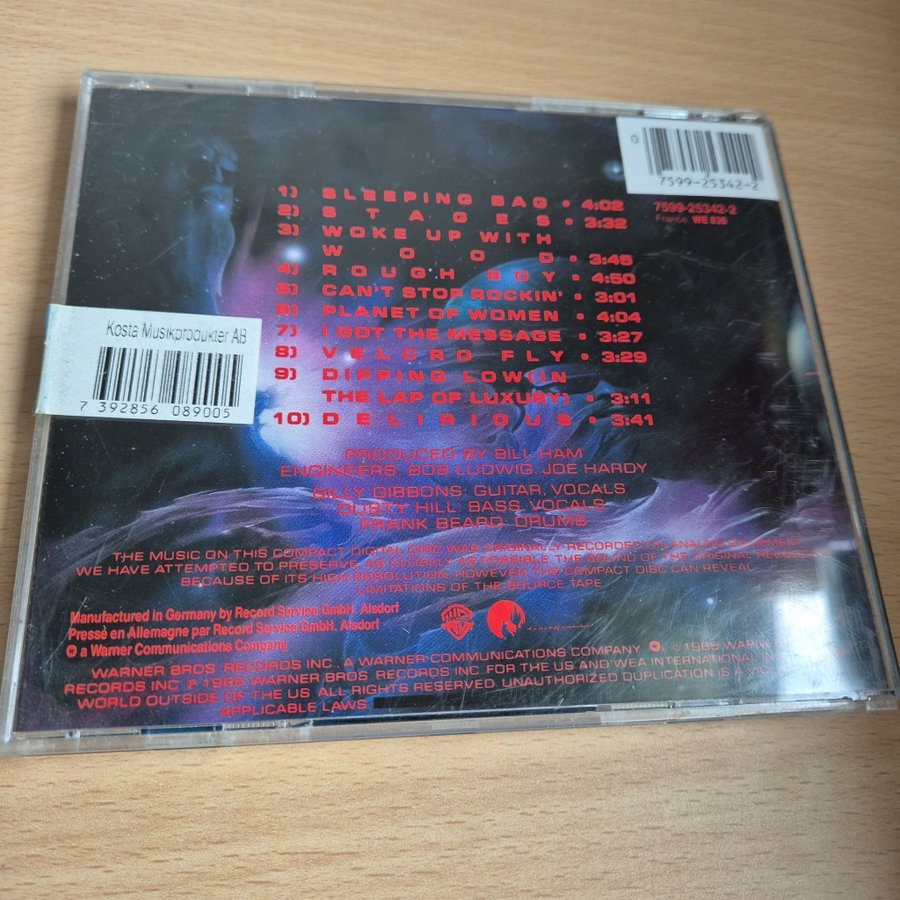 0
7599-25342-2
7599-25342-2
France: WE 835
1) SLEEPING BAG • 4:02
2) STAGES • 3:32
3) WOKE UP WITH
WOOD • 3:45
4) ROUGH BOY • 4:50
5) CAN'T STOP ROCKIN' • 3:01
6) PLANET OF WOMEN • 4:04
7) I GOT THE MESSAGE • 3:27
8) VELCRO FLY • 3:29
9) DIPPING LOW (IN
THE LAP OF LUXURY) • 3:11
10) DELIRIOUS • 3:41
Kosta Musikprodukter AB
7 392856 089005
PRODUCED BY BILL HAM
ENGINEERS: BOB LUDWIG, JOE HARDY
BILLY GIBBONS: GUITAR, VOCALS
DUSTY HILL: BASS, VOCALS
FRANK BEARD: DRUMS
THE MUSIC ON THIS COMPACT DIGITAL DISC WAS ORIGINALLY RECORDED ON ANALOG EQUIPMENT.
WE HAVE ATTEMPTED TO PRESERVE, AS CLOSELY AS POSSIBLE, THE SOUND OF THE ORIGINAL RECORDING.
BECAUSE OF ITS HIGH RESOLUTION, HOWEVER, THE COMPACT DISC CAN REVEAL
LIMITATIONS OF THE SOURCE TAPE.
Manufactured in Germany by Record Service GmbH, Alsdorf
Pressé en Allemagne par Record Service GmbH, Alsdorf
a Warner Communications Company
WARNER BROS RECORDS INC. A WARNER COMMUNICATIONS COMPANY © 1985 WARNER
RECORDS INC ℗ 1985 WARNER BROS RECORDS INC FOR THE US AND WEA INTERNATIONAL IN
WORLD OUTSIDE OF THE US. ALL RIGHTS RESERVED. UNAUTHORIZED DUPLICATION IS A
APPLICABLE LAWS